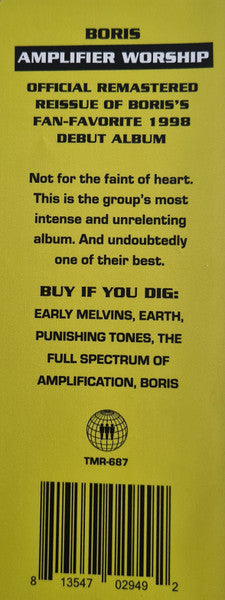 BORIS
AMPLIFIER WORSHIP
OFFICIAL REMASTERED
REISSUE OF BORIS'S
FAN-FAVORITE 1998
DEBUT ALBUM
Not for the faint of heart.
This is the group's most
intense and unrelenting
album. And undoubtedly
one of their best.
BUY IF YOU DIG:
EARLY MELVINS, EARTH,
PUNISHING TONES, THE
FULL SPECTRUM OF
AMPLIFICATION, BORIS
TMR-687
8 13547 02949 2